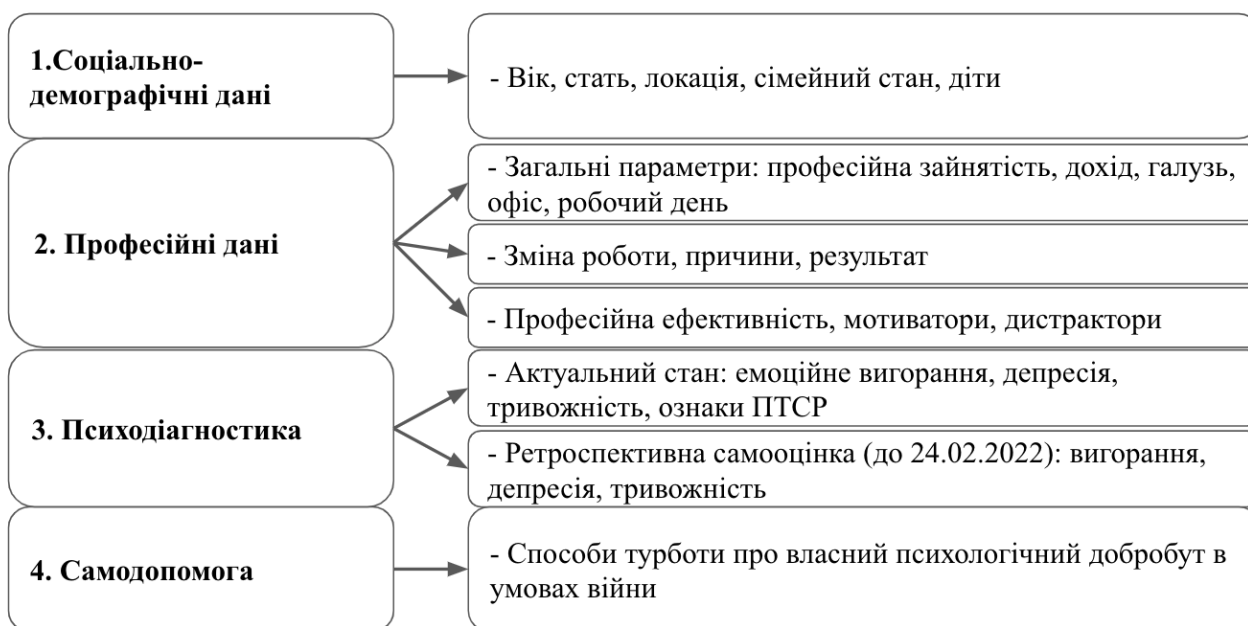 1.Соціально-
демографічні дані
- Вік, стать, локація, сімейний стан, діти
2. Професійні дані
- Загальні параметри: професійна зайнятість, дохід, галузь,
офіс, робочий день
- Зміна роботи, причини, результат
- Професійна ефективність, мотиватори, дистрактори
3. Психодіагностика
- Актуальний стан: емоційне вигорання, депресія,
тривожність, ознаки ПТСР
- Ретроспективна самооцінка (до 24.02.2022): вигорання,
депресія, тривожність
4. Самодопомога
- Способи турботи про власний психологічний добробут в
умовах війни